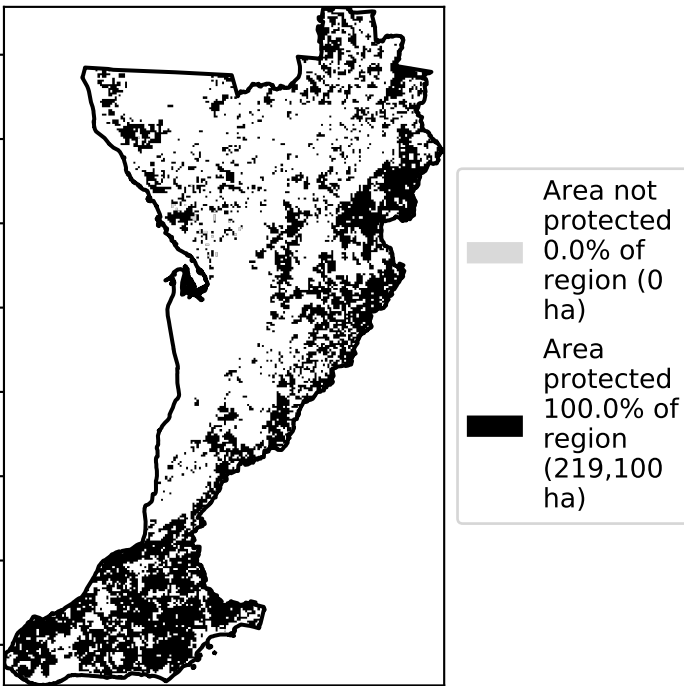 Area not
protected
0.0% of
region (0
ha)
Area
protected
100.0% of
region
(219,100
ha)